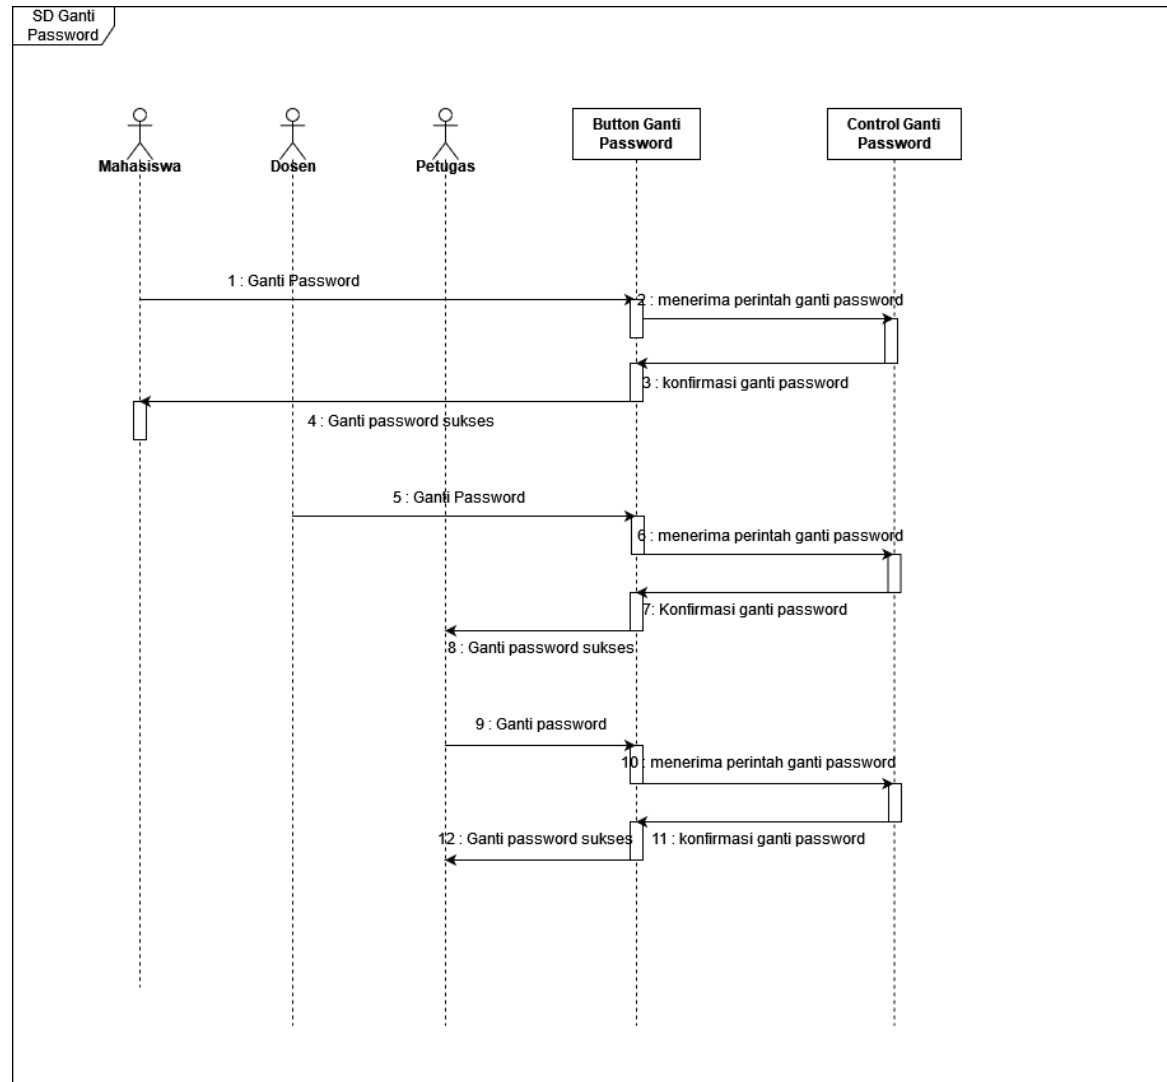 SD Ganti
Password
Mahasiswa
Dosen
Petugas
Button Ganti
Password
Control Ganti
Password
1 : Ganti Password
2 : menerima perintah ganti password
3 : konfirmasi ganti password
4 : Ganti password sukses
5 : Ganti Password
6 : menerima perintah ganti password
7: Konfirmasi ganti password
8 : Ganti password sukses
9 : Ganti password
10 : menerima perintah ganti password
12 : Ganti password sukses
11 : konfirmasi ganti password